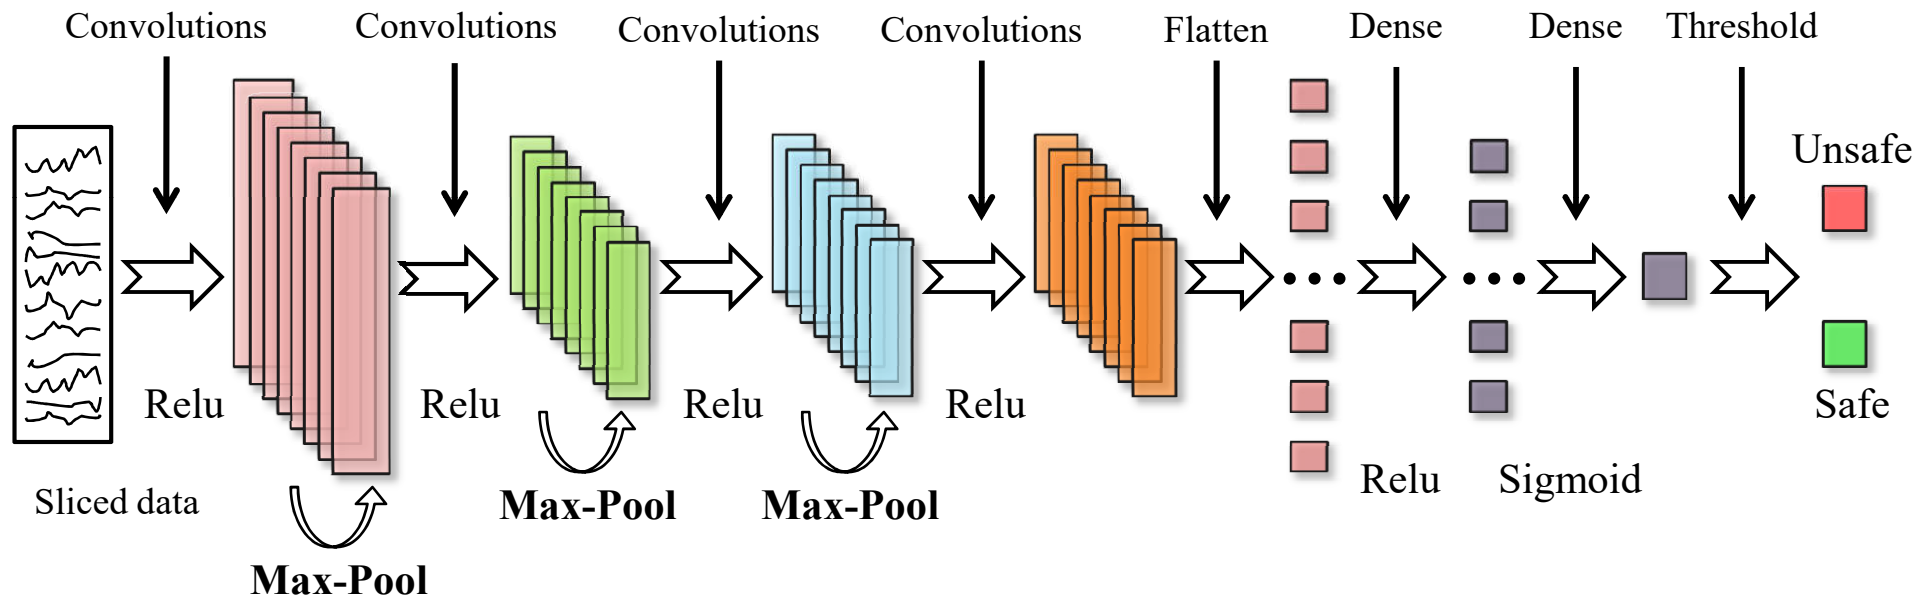 Convolutions
Convolutions
Convolutions
Convolutions
Flatten
Dense
Dense
Threshold
Unsafe
Relu
Relu
Relu
Relu
Safe
Sliced data
Max-Pool
Max-Pool
Max-Pool
Relu
Sigmoid